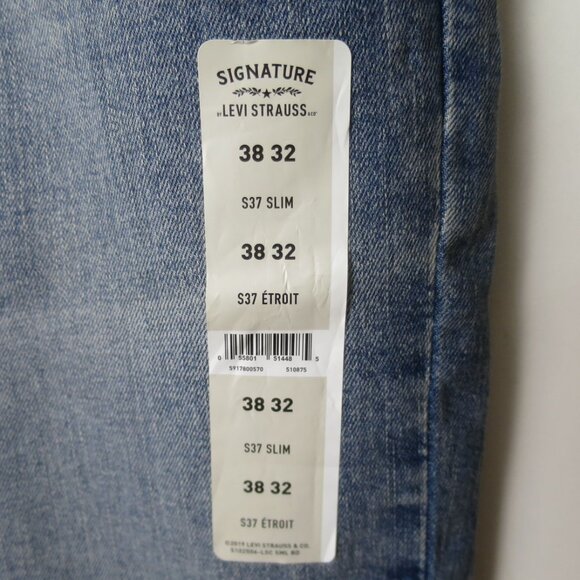 SIGNATURE
BY LEVI STRAUSS & CO
38 32
S37 SLIM
38 32
S37 ÉTROIT
0 55801 51448 5
5917800570 510875
38 32
S37 SLIM
38 32
S37 ÉTROIT
©2019 LEVI STRAUSS & CO.